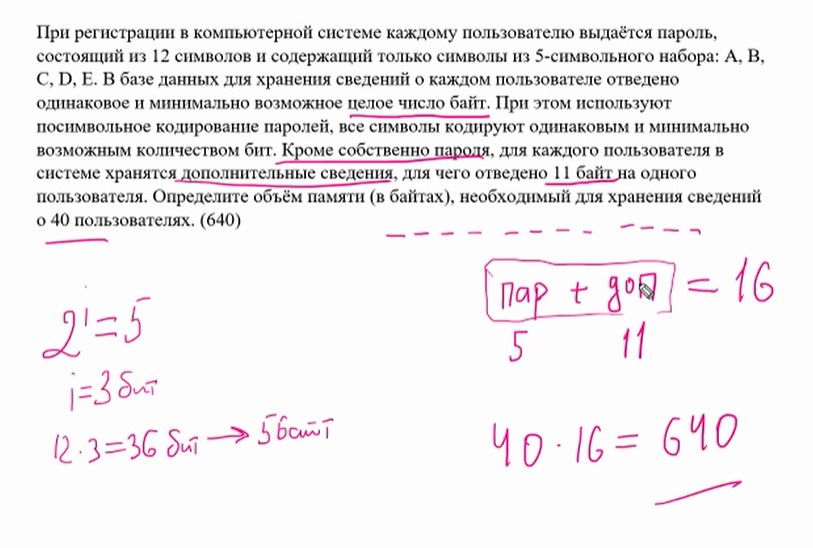 При регистрации в компьютерной системе каждому пользователю выдаётся пароль,
состоящий из 12 символов и содержащий только символы из 5-символьного набора: A, B,
C, D, E. В базе данных для хранения сведений о каждом пользователе отведено
одинаковое и минимально возможное целое число байт. При этом используют
посимвольное кодирование паролей, все символы кодируют одинаковым и минимально
возможным количеством бит. Кроме собственно пароля, для каждого пользователя в
системе хранятся дополнительные сведения, для чего отведено 11 байт на одного
пользователя. Определите объём памяти (в байтах), необходимый для хранения сведений
о 40 пользователях. (640)
пар + доп = 16
5 11
2^i = 5
i=3 бит
12·3=36 бит → 5 байт
40 · 16 = 640